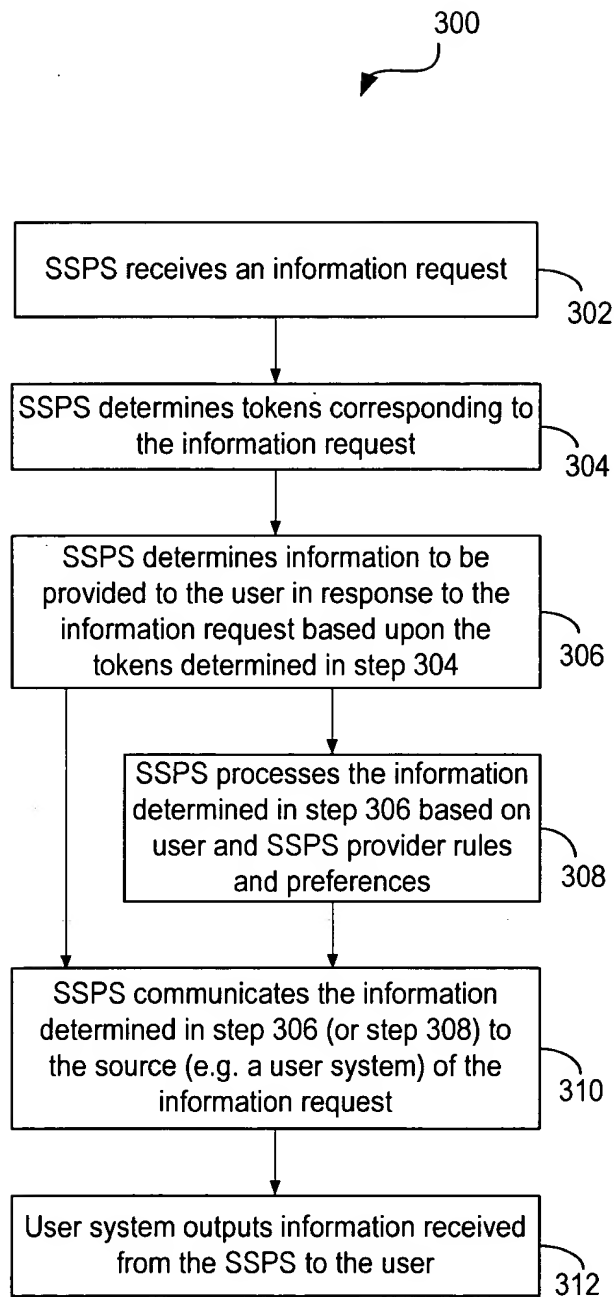 300
SSPS receives an information request
302
SSPS determines tokens corresponding to
the information request
304
SSPS determines information to be
provided to the user in response to the
information request based upon the
tokens determined in step 304
306
SSPS processes the information
determined in step 306 based on
user and SSPS provider rules
and preferences
308
SSPS communicates the information
determined in step 306 (or step 308) to
the source (e.g. a user system) of the
information request
310
User system outputs information received
from the SSPS to the user
312